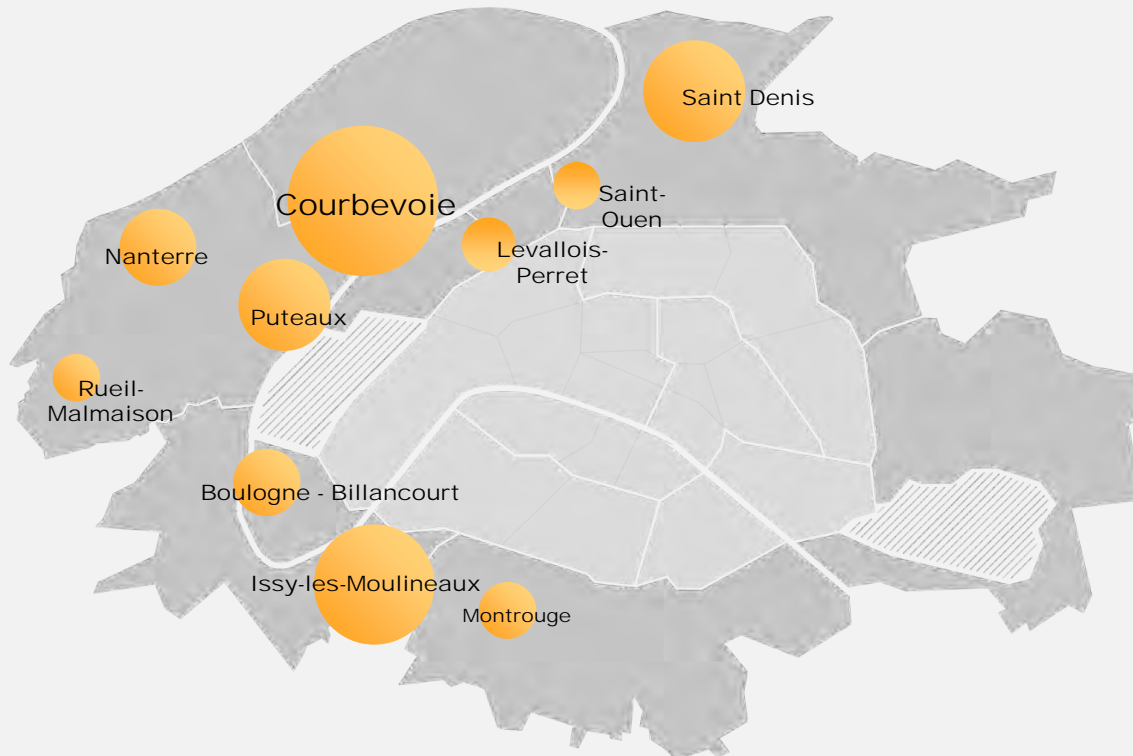 Saint Denis
Courbevoie
Saint-
Ouen
Nanterre
Levallois-
Perret
Puteaux
Rueil-
Malmaison
Boulogne - Billancourt
Issy-les-Moulineaux
Montrouge